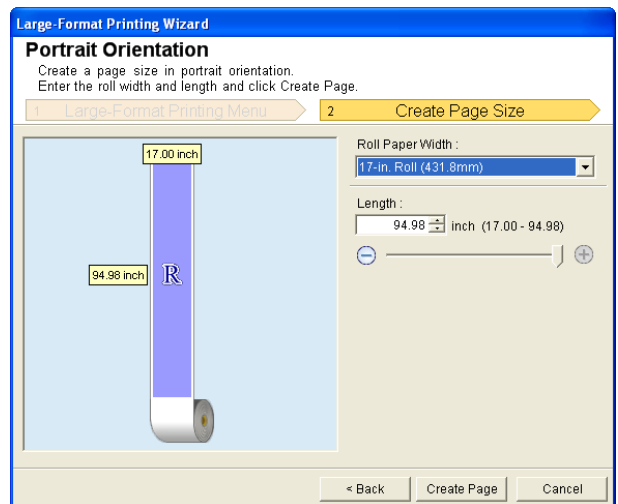 Large-Format Printing Wizard
Portrait Orientation
Create a page size in portrait orientation.
Enter the roll width and length and click Create Page.
1 Large-Format Printing Menu
2 Create Page Size
17.00 inch
94.98 inch
R
Roll Paper Width :
17-in. Roll (431.8mm)
Length :
94.98 inch (17.00 - 94.98)
< Back
Create Page
Cancel